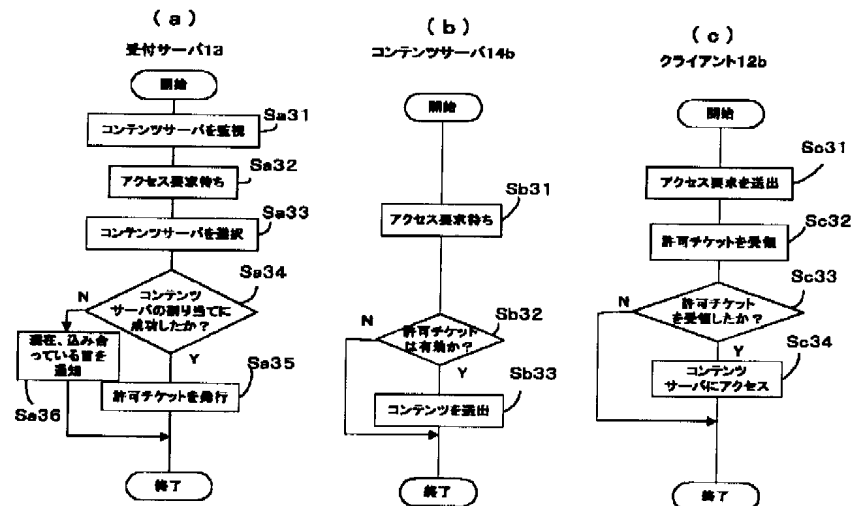 (a)
受付サーバ13
開始
コンテンツサーバを監視
Sa31
アクセス要求待ち
Sa32
コンテンツサーバを選択
Sa33
コンテンツ
サーバの割り当てに
成功したか?
Sa34
N
Y
現在、込み合
っている旨を
通知
Sa36
許可チケットを発行
Sa35
終了
(b)
コンテンツサーバ14b
開始
アクセス要求待ち
Sb31
許可チケット
は有効か?
Sb32
N
Y
コンテンツを送出
Sb33
終了
(c)
クライアント12b
開始
アクセス要求を送出
Sc31
許可チケットを受領
Sc32
許可チケット
を受領したか?
Sc33
N
Y
コンテンツ
サーバにアクセス
Sc34
終了